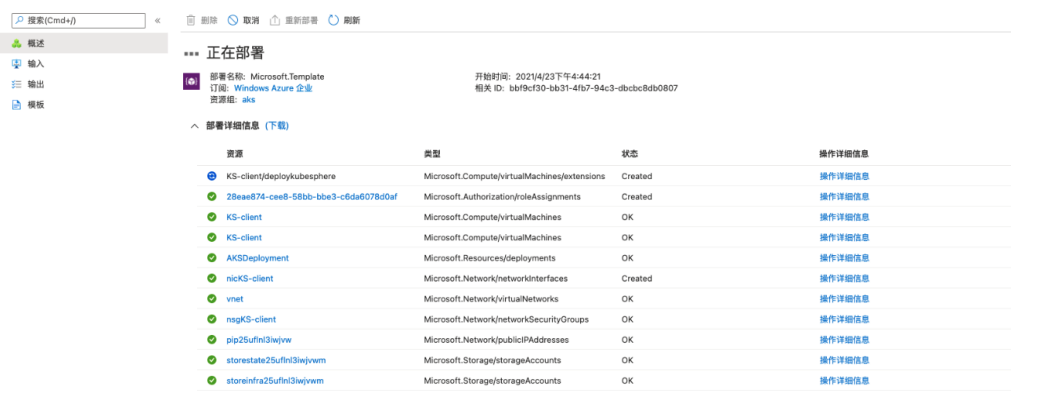 搜索(Cmd+/)
«
删除 取消 重新部署 刷新
概述
输入
输出
模板
正在部署
部署名称: Microsoft.Template
订阅: Windows Azure 企业
资源组: aks
开始时间: 2021/4/23下午4:44:21
相关 ID: bbf9cf30-bb31-4fb7-94c3-dbcbc8db0807
部署详细信息 (下载)
资源 类型 状态 操作详细信息
KS-client/deploykubesphere Microsoft.Compute/virtualMachines/extensions Created 操作详细信息
28eae874-cee8-58bb-bbe3-c6da6078d0af Microsoft.Authorization/roleAssignments Created 操作详细信息
KS-client Microsoft.Compute/virtualMachines OK 操作详细信息
KS-client Microsoft.Compute/virtualMachines OK 操作详细信息
AKSDeployment Microsoft.Resources/deployments OK 操作详细信息
nicKS-client Microsoft.Network/networkInterfaces Created 操作详细信息
vnet Microsoft.Network/virtualNetworks OK 操作详细信息
nsgKS-client Microsoft.Network/networkSecurityGroups OK 操作详细信息
pip25uflnl3iwjvw Microsoft.Network/publicIPAddresses OK 操作详细信息
storestate25uflnl3iwjvwm Microsoft.Storage/storageAccounts OK 操作详细信息
storeinfra25uflnl3iwjvwm Microsoft.Storage/storageAccounts OK 操作详细信息